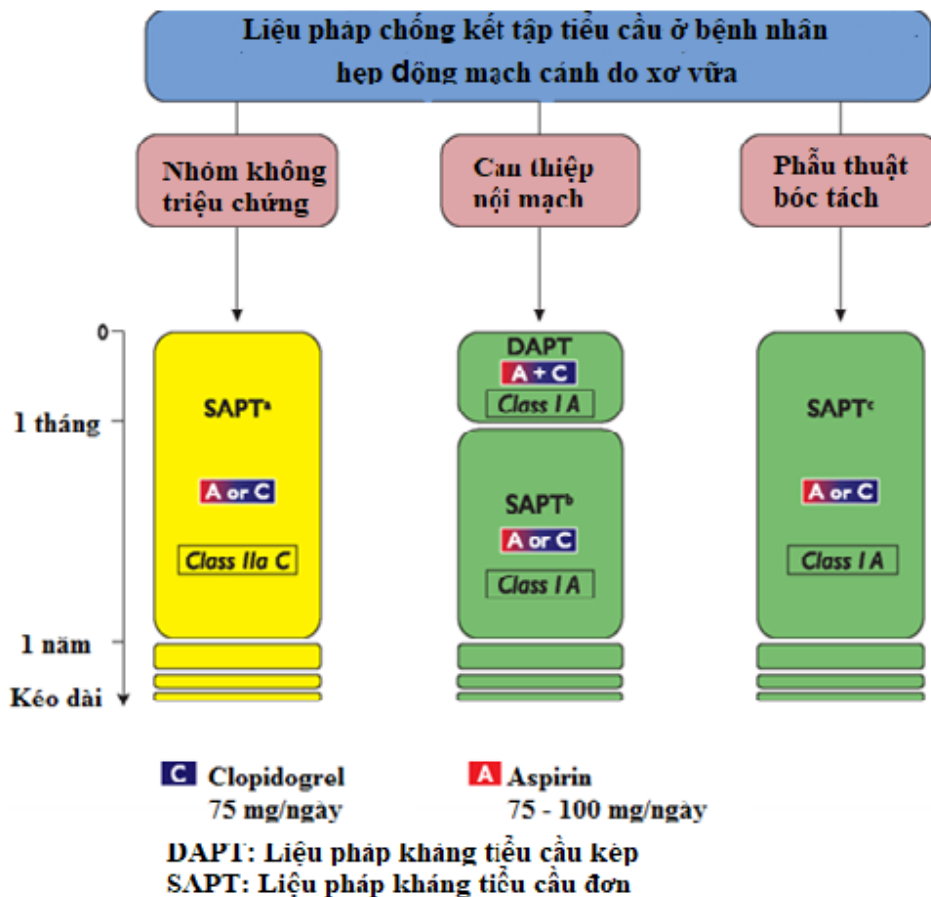 Liệu pháp chống kết tập tiểu cầu ở bệnh nhân
hẹp động mạch cánh do xơ vữa
Nhóm không
triệu chứng
Can thiệp
nội mạch
Phẫu thuật
bóc tách
0
1 tháng
1 năm
Kéo dài
SAPTᵃ
A or C
Class IIa C
DAPT
A + C
Class I A
SAPTᵇ
A or C
Class I A
SAPTᶜ
A or C
Class I A
C Clopidogrel
75 mg/ngày
A Aspirin
75 - 100 mg/ngày
DAPT: Liệu pháp kháng tiểu cầu kép
SAPT: Liệu pháp kháng tiểu cầu đơn